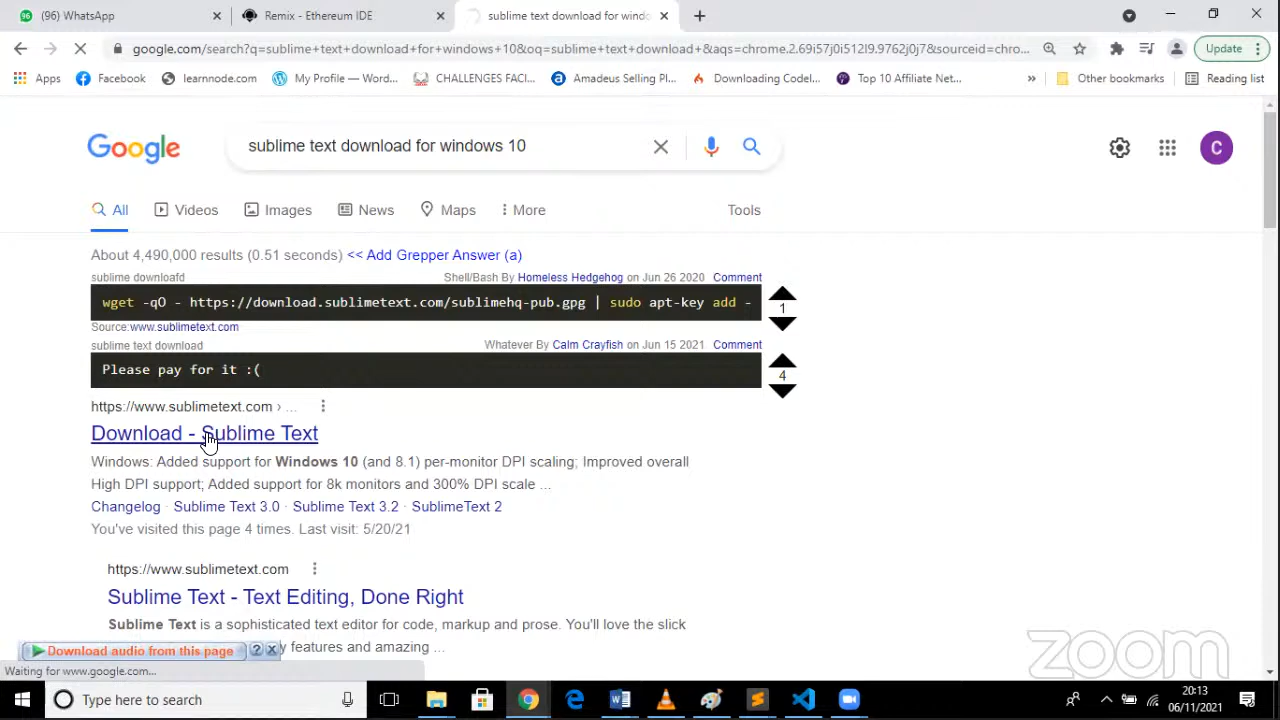 (96) WhatsApp
Remix - Ethereum IDE
sublime text download for windo
google.com/search?q=sublime+text+download+for+windows+10&oq=sublime+text+download+&aqs=chrome.2.69i57j0i512l9.9762j0j7&sourceid=chro...
Update
Apps
Facebook
learnnode.com
My Profile — Word...
CHALLENGES FACI...
Amadeus Selling Pl...
Downloading CodeI...
Top 10 Affiliate Net...
»
Other bookmarks
Reading list
Google
sublime text download for windows 10
C
All
Videos
Images
News
Maps
More
Tools
About 4,490,000 results (0.51 seconds) << Add Grepper Answer (a)
sublime downloafd
Shell/Bash By Homeless Hedgehog on Jun 26 2020 Comment
wget -qO - https://download.sublimetext.com/sublimehq-pub.gpg | sudo apt-key add -
1
Source:www.sublimetext.com
sublime text download
Whatever By Calm Crayfish on Jun 15 2021 Comment
Please pay for it :(
4
https://www.sublimetext.com › ...
Download - Sublime Text
Windows: Added support for Windows 10 (and 8.1) per-monitor DPI scaling; Improved overall
High DPI support; Added support for 8k monitors and 300% DPI scale ...
Changelog · Sublime Text 3.0 · Sublime Text 3.2 · SublimeText 2
You've visited this page 4 times. Last visit: 5/20/21
https://www.sublimetext.com
Sublime Text - Text Editing, Done Right
Sublime Text is a sophisticated text editor for code, markup and prose. You'll love the slick
y features and amazing ...
Download audio from this page
?
zoom
Waiting for www.google.com...
Type here to search
20:13
06/11/2021